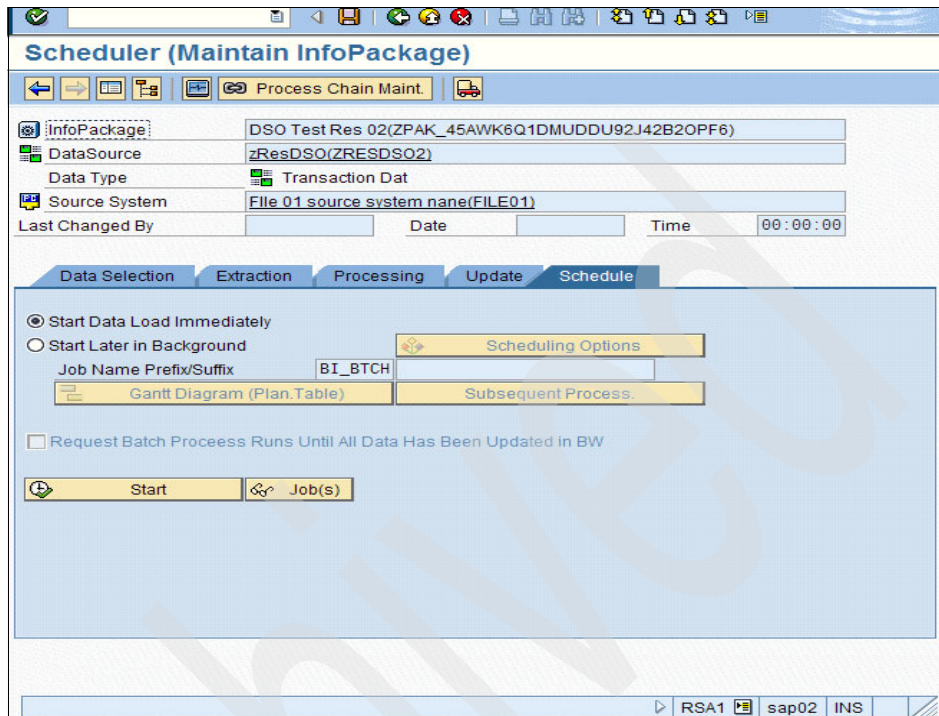 Scheduler (Maintain InfoPackage)
Process Chain Maint.
InfoPackage DSO Test Res 02(ZPAK_45AWK6Q1DMUDDU92J42B2OPF6)
DataSource zResDSO(ZRESDSO2)
Data Type Transaction Dat
Source System FIle 01 source system nane(FILE01)
Last Changed By Date Time 00:00:00
Data Selection Extraction Processing Update Schedule
Start Data Load Immediately
Start Later in Background Scheduling Options
Job Name Prefix/Suffix BI_BTCH
Gantt Diagram (Plan.Table) Subsequent Process.
Request Batch Proceess Runs Until All Data Has Been Updated in BW
Start Job(s)
hived
RSA1 sap02 INS